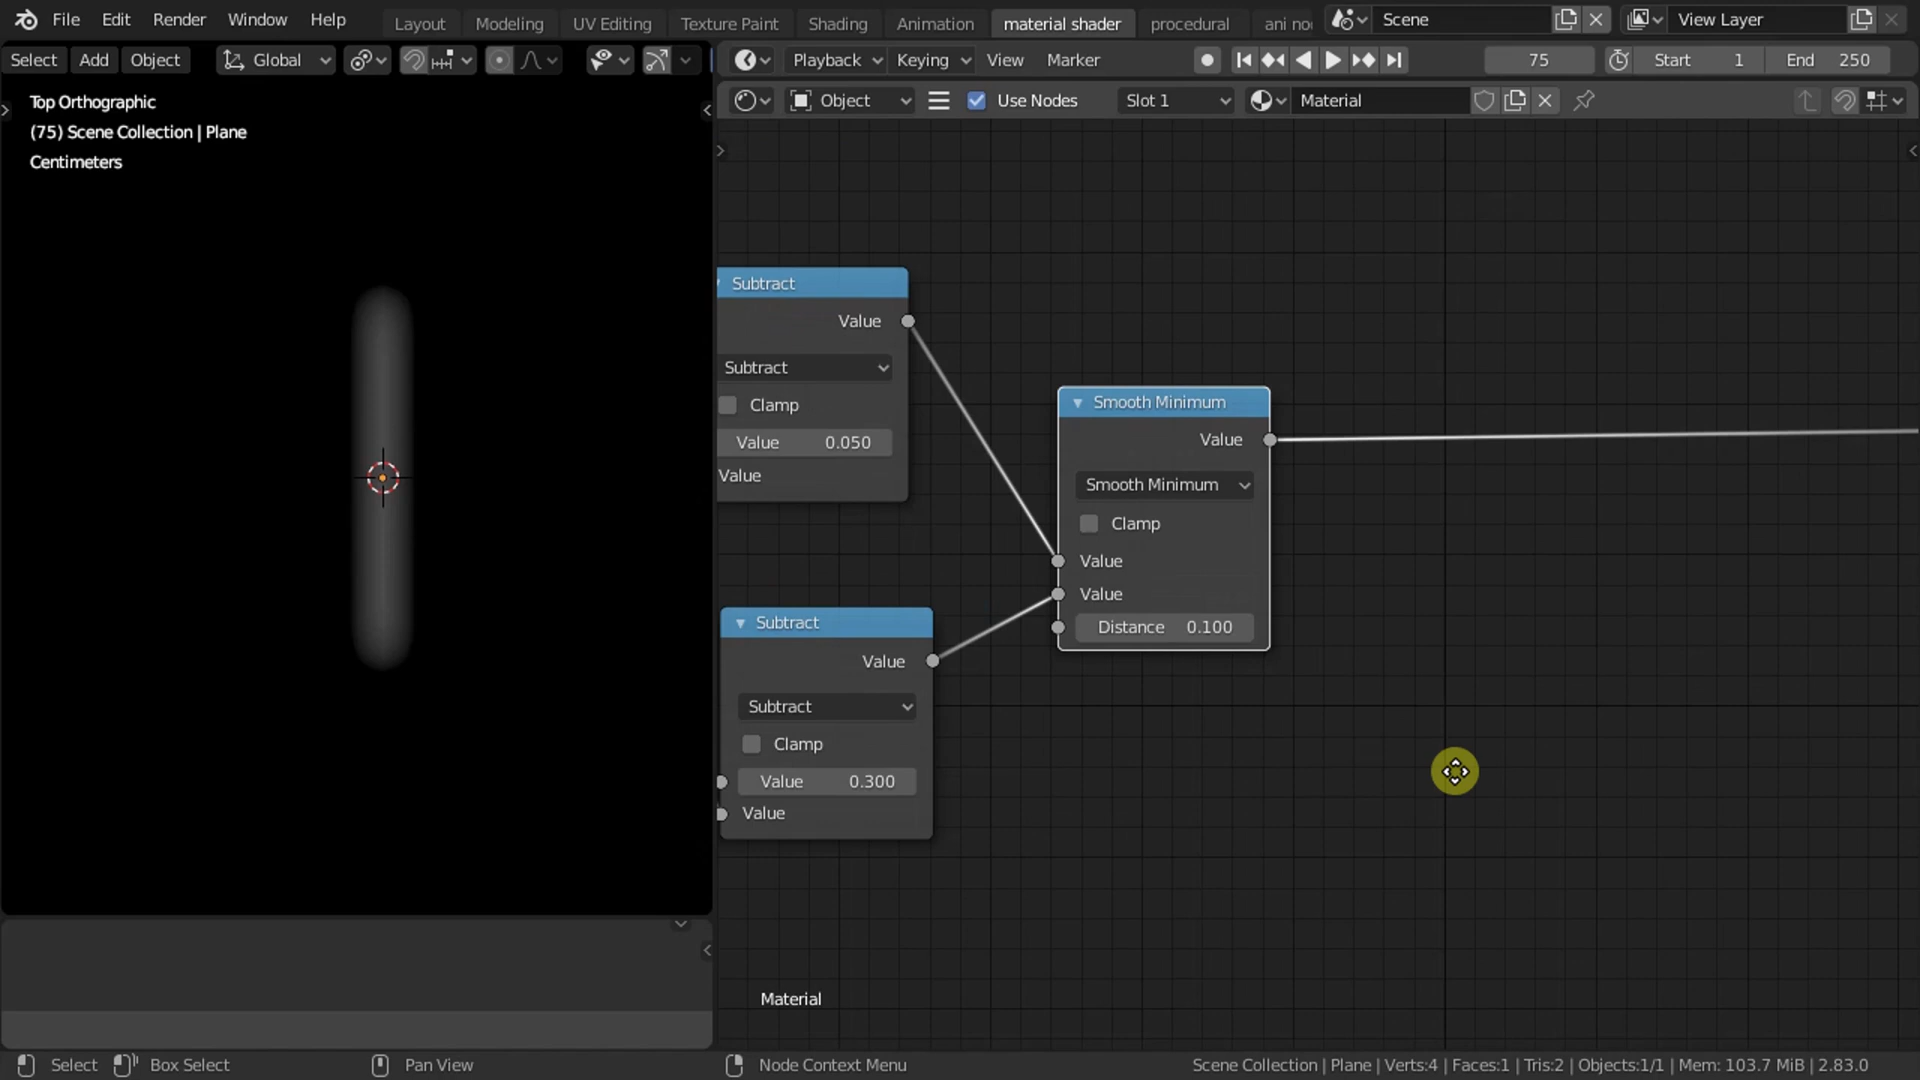 File Edit Render Window Help Layout Modeling UV Editing Texture Paint Shading Animation material shader procedural ani no Scene View Layer
Select Add Object Global Playback Keying View Marker 75 Start 1 End 250
Top Orthographic
(75) Scene Collection | Plane
Centimeters
Object Use Nodes Slot 1 Material
Subtract
Value
Subtract
Clamp
Value 0.050
Value
Smooth Minimum
Value
Smooth Minimum
Clamp
Value
Value
Distance 0.100
Subtract
Value
Subtract
Clamp
Value 0.300
Value
Material
Select Box Select Pan View Node Context Menu Scene Collection | Plane | Verts:4 | Faces:1 | Tris:2 | Objects:1/1 | Mem: 103.7 MiB | 2.83.0